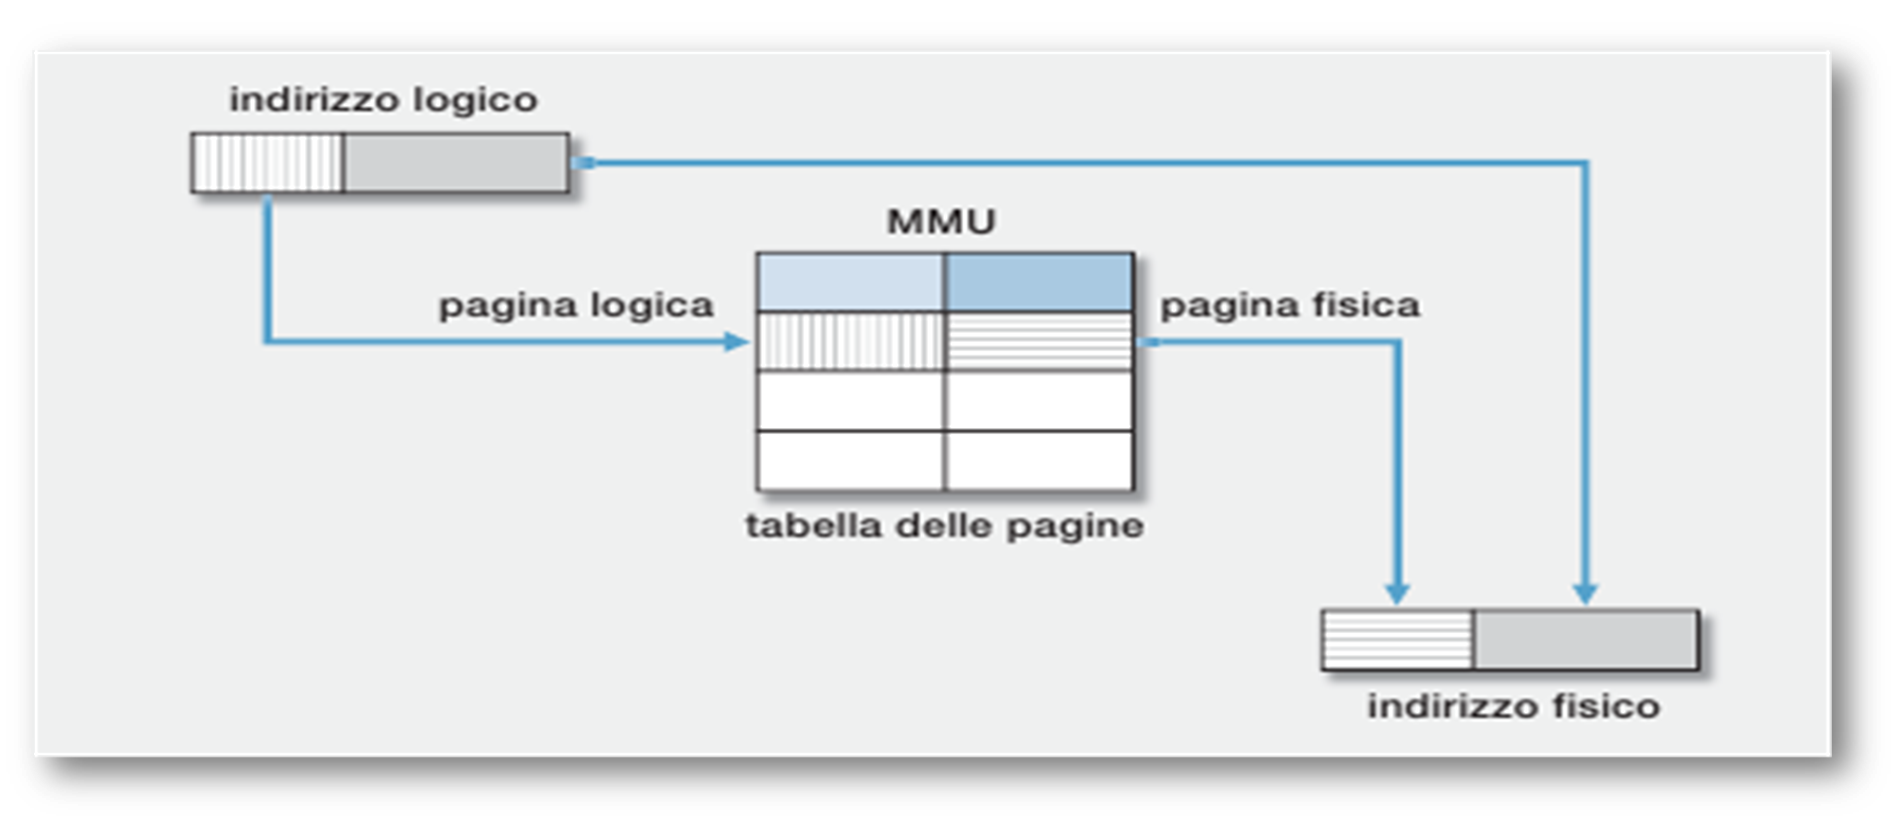 indirizzo logico
MMU
pagina logica
pagina fisica
tabella delle pagine
indirizzo fisico